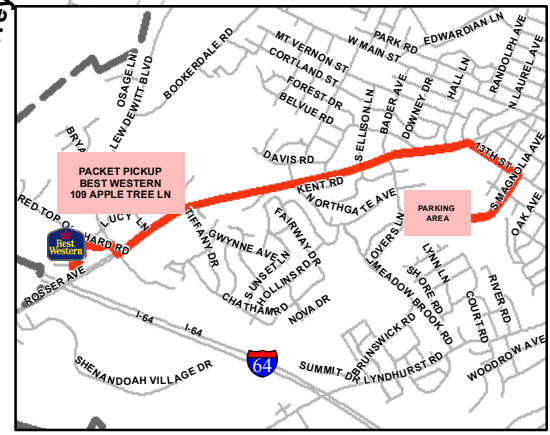 EDWARDIAN LN
PARK RD
RANDOLPH AVE
MT VERNON ST
W MAIN ST
N LAUREL AVE
OSAGE LN
LEW DEWITT BLVD
BOOKERDALE RD
CORTLAND ST
HALL LN
FOREST DR
BADER AVE
DOWNEY DR
BELVUE RD
S ELLISON LN
13TH ST
DAVIS RD
S MAGNOLIA AVE
PACKET PICKUP
BEST WESTERN
109 APPLE TREE LN
KENT RD
NORTHGATE AVE
PARKING
AREA
OAK AVE
RED TOP ORCHARD RD
LUCY LN
TIFFANY DR
FAIRWAY DR
LOVERS LN
Best
Western
GWYNNE AVE
SUNSET LN
HOLLINS RD
LYNN LN
SHORE RD
MEADOW BROOK RD
ROSSER AVE
CHATHAM RD
NOVA DR
COURT RD
RIVER RD
I-64
I-64
BRUNSWICK RD
WOODROW AVE
SHENANDOAH VILLAGE DR
64
SUMMIT DR
LYNDHURST RD